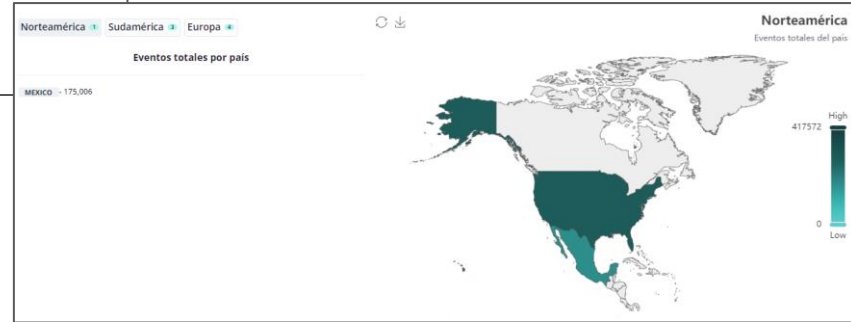 Norteamérica 1 Sudamérica 3 Europa 4
Eventos totales por país
MEXICO - 175,006
Norteamérica
Eventos totales del país
High
417572
0
Low